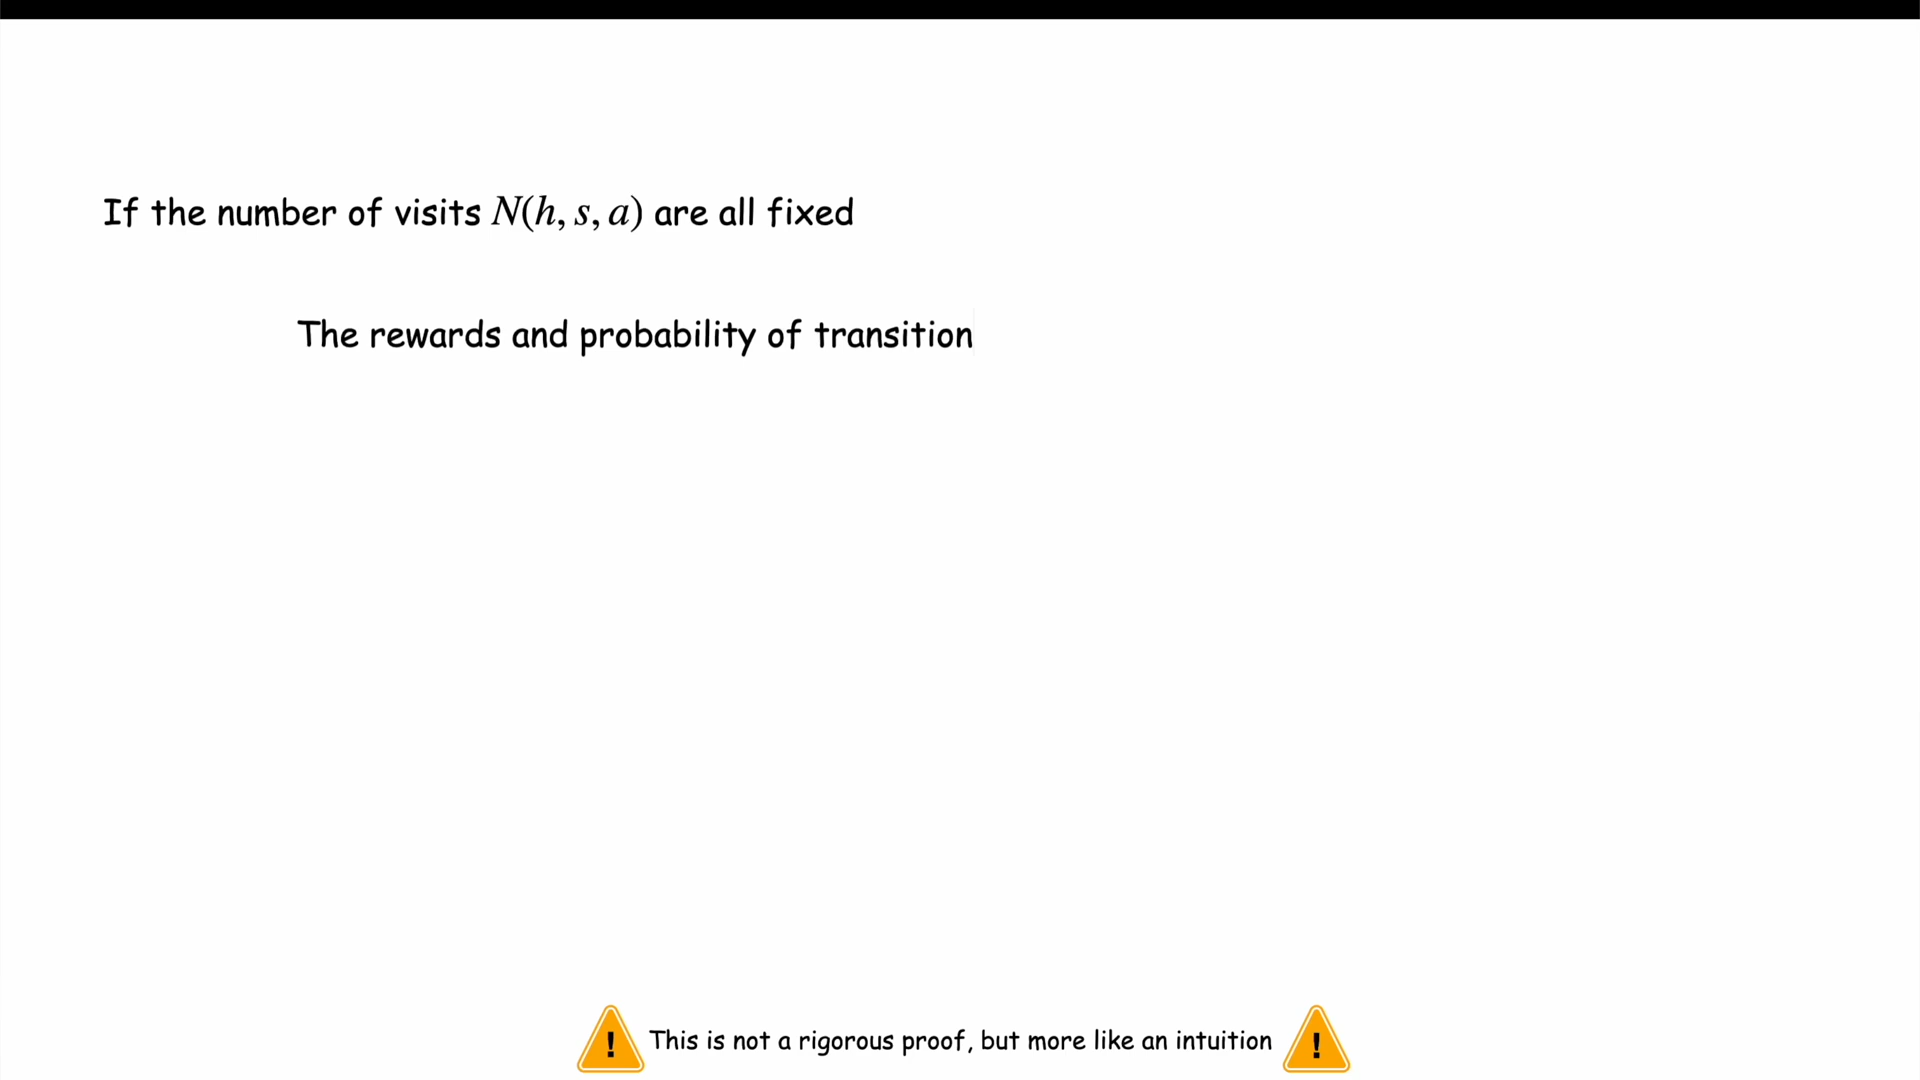 If the number of visits N(h, s, a) are all fixed
The rewards and probability of transition
! This is not a rigorous proof, but more like an intuition !